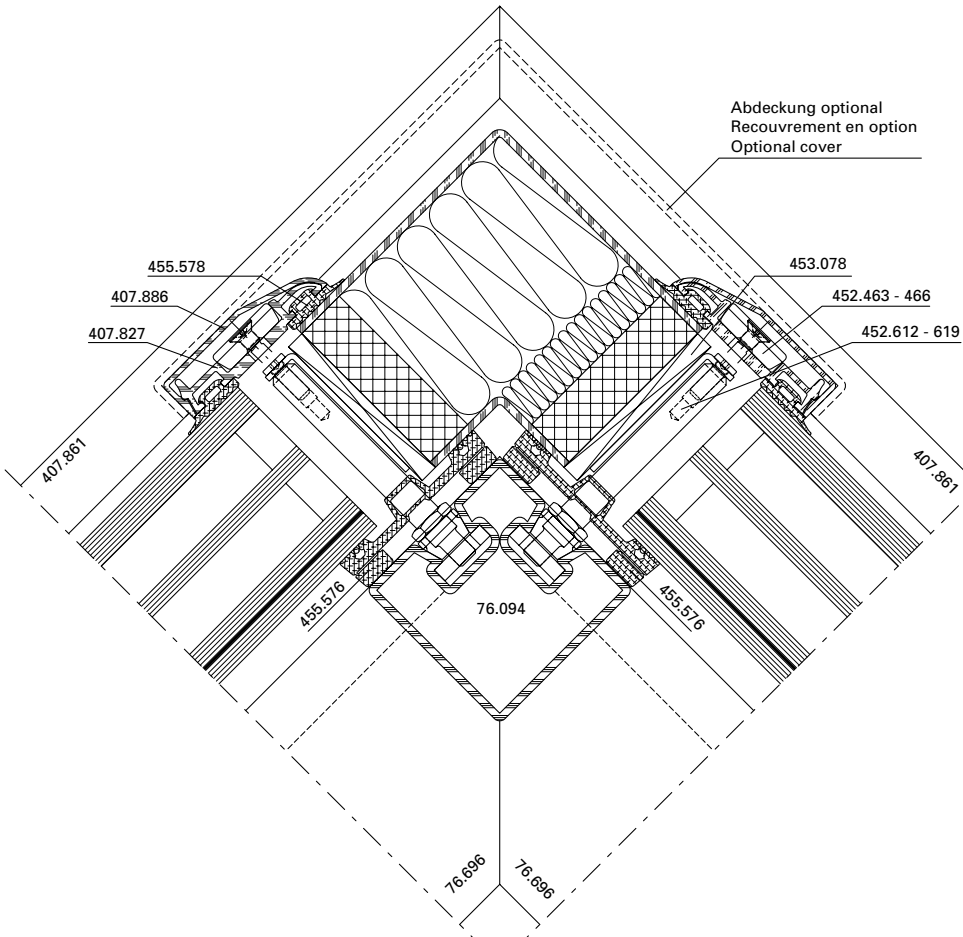 Abdeckung optional
Recouvrement en option
Optional cover
455.578
453.078
407.886
452.463 - 466
407.827
452.612 - 619
407.861
407.861
455.576
76.094
455.576
76.696
76.696